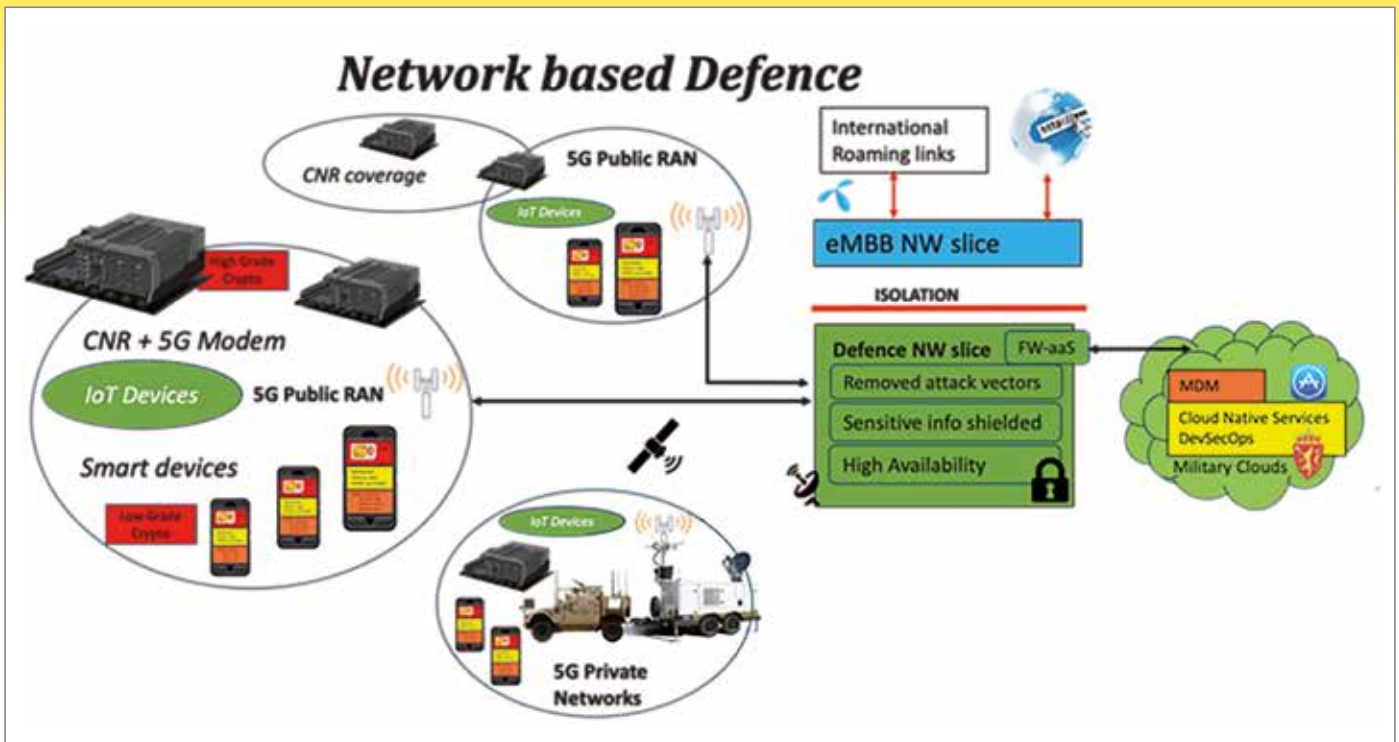 Network based Defence
CNR coverage
5G Public RAN
IoT Devices
International
Roaming links
http://ww
eMBB NW slice
ISOLATION
High Grade
Crypto
CNR + 5G Modem
IoT Devices
5G Public RAN
Smart devices
Low Grade
Crypto
Defence NW slice
FW-aaS
Removed attack vectors
Sensitive info shielded
High Availability
MDM
Cloud Native Services
DevSecOps
Military Clouds
IoT Devices
5G Private
Networks